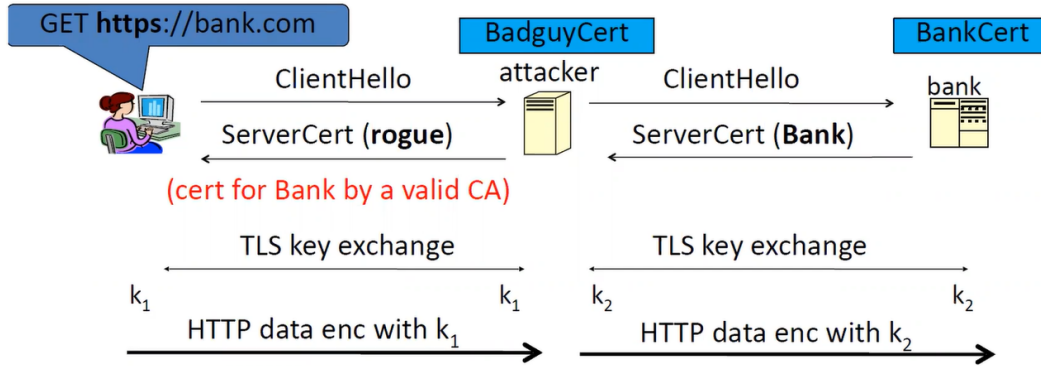 GET https://bank.com
BadguyCert
BankCert
attacker
bank
ClientHello
ClientHello
ServerCert (rogue)
ServerCert (Bank)
(cert for Bank by a valid CA)
TLS key exchange
TLS key exchange
k₁
k₁
k₂
k₂
HTTP data enc with k₁
HTTP data enc with k₂